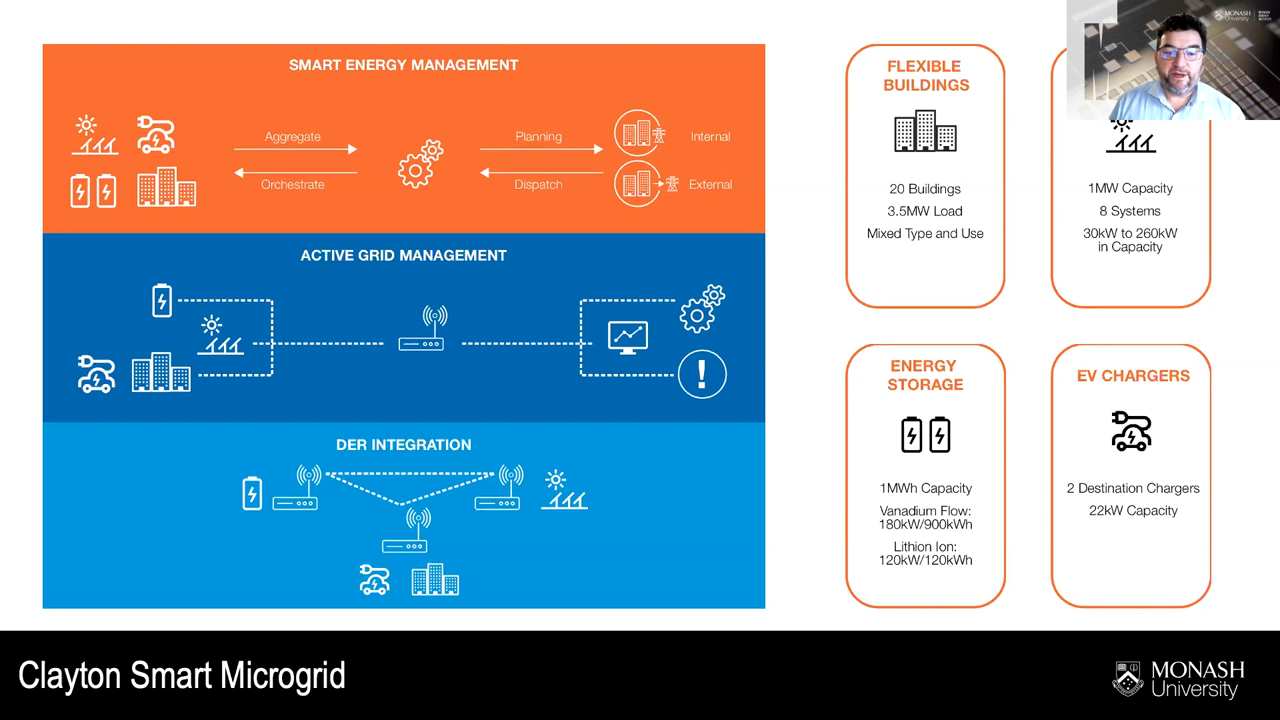 SMART ENERGY MANAGEMENT
Aggregate
Orchestrate
Planning
Dispatch
Internal
External
ACTIVE GRID MANAGEMENT
DER INTEGRATION
FLEXIBLE
BUILDINGS
20 Buildings
3.5MW Load
Mixed Type and Use
1MW Capacity
8 Systems
30kW to 260kW
in Capacity
ENERGY
STORAGE
1MWh Capacity
Vanadium Flow:
180kW/900kWh
Lithion Ion:
120kW/120kWh
EV CHARGERS
2 Destination Chargers
22kW Capacity
MONASH
University
Clayton Smart Microgrid
MONASH
University